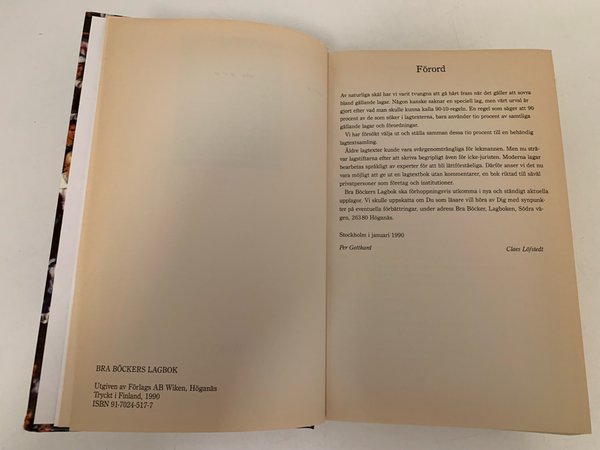 BRA BÖCKERS LAGBOK
Utgiven av Förlags AB Wiken, Höganäs
Tryckt i Finland, 1990
ISBN 91-7024-517-7
Förord
Av naturliga skäl har vi varit tvungna att gå hårt fram när det gäller att sovra
bland gällande lagar. Någon kanske saknar en speciell lag, men vårt urval är
gjort efter vad man skulle kunna kalla 90-10-regeln. En regel som säger att 90
procent av de som söker i lagtexterna, bara använder tio procent av samtliga
gällande lagar och förordningar.
Vi har försökt välja ut och ställa samman dessa tio procent till en behändig
lagtextsamling.
Äldre lagtexter kunde vara svårgenomträngliga för lekmannen. Men nu strä-
var lagstiftarna efter att skriva begripligt även för icke-jurister. Moderna lagar
bearbetas språkligt av experter för att bli lättförståeliga. Därför anser vi det nu
vara möjligt att ge ut en lagtextbok utan kommentarer, en bok riktad till såväl
privatpersoner som företag och institutioner.
Bra Böckers Lagbok ska förhoppningsvis utkomma i nya och ständigt aktuella
upplagor. Vi skulle uppskatta om Du som läsare vill höra av Dig med synpunk-
ter på eventuella förbättringar, under adress Bra Böcker, Lagboken, Södra vä-
gen, 263 80 Höganäs.
Stockholm i januari 1990
Per Gottkund
Claes Löfstedt